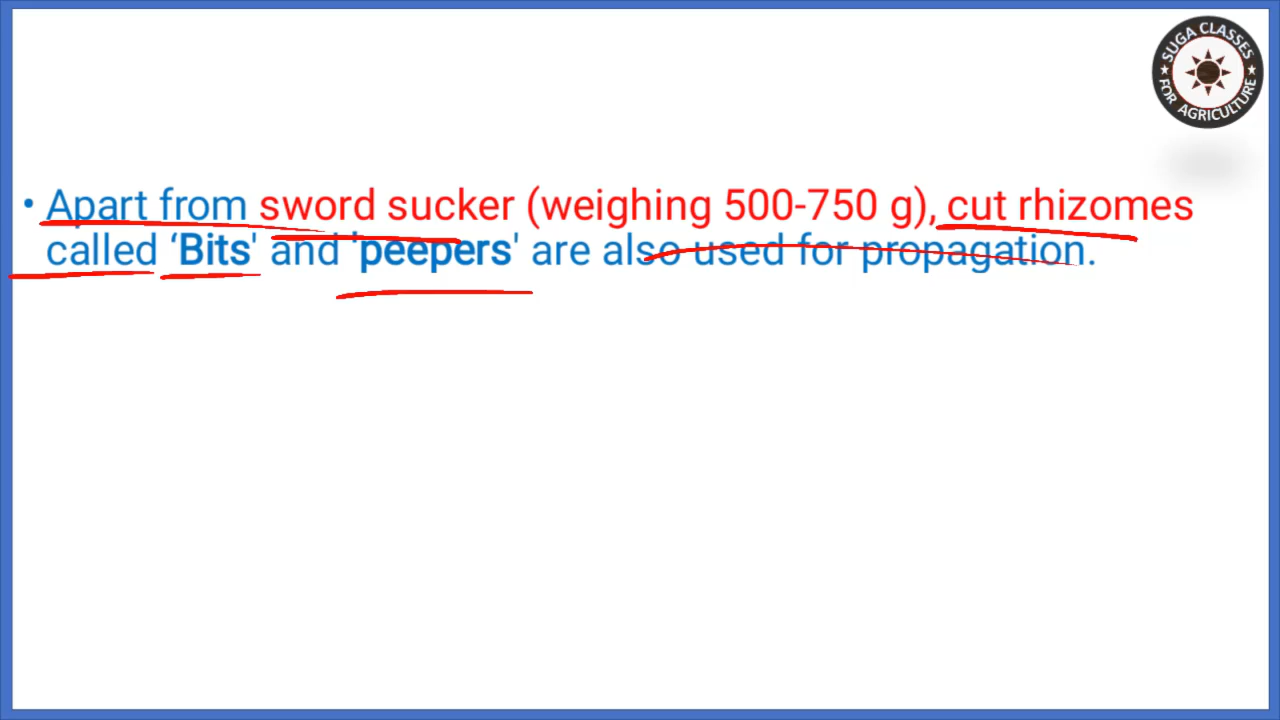 SUGA CLASSES
FOR AGRICULTURE
• Apart from sword sucker (weighing 500-750 g), cut rhizomes
called ‘Bits' and 'peepers' are also used for propagation.